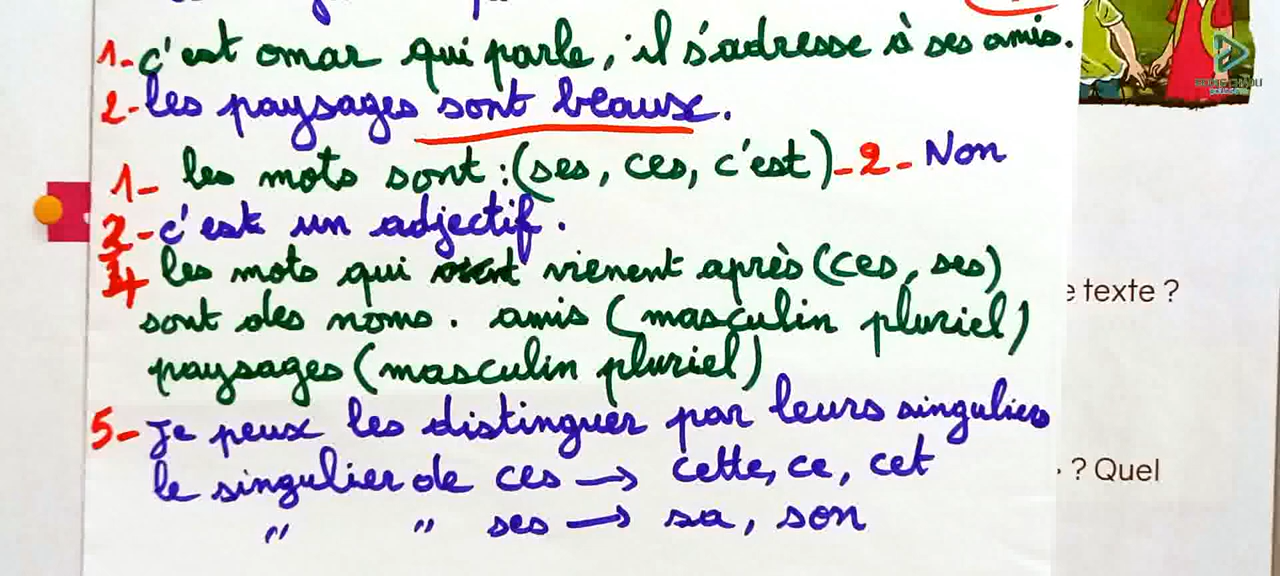 1- c'est omar qui parle, il s'adresse à ses amis.
2- les paysages sont beaux.
1- les mots sont : (ses, ces, c'est) - 2 - Non
3- c'est un adjectif.
4 les mots qui vienent après (ces, ses)
sont des noms. amis (masculin pluriel)
paysages (masculin pluriel)
5- je peux les distinguer par leurs singuliers
le singulier de ces → cette, ce, cet
" " ses → sa, son
e texte ?
? Quel